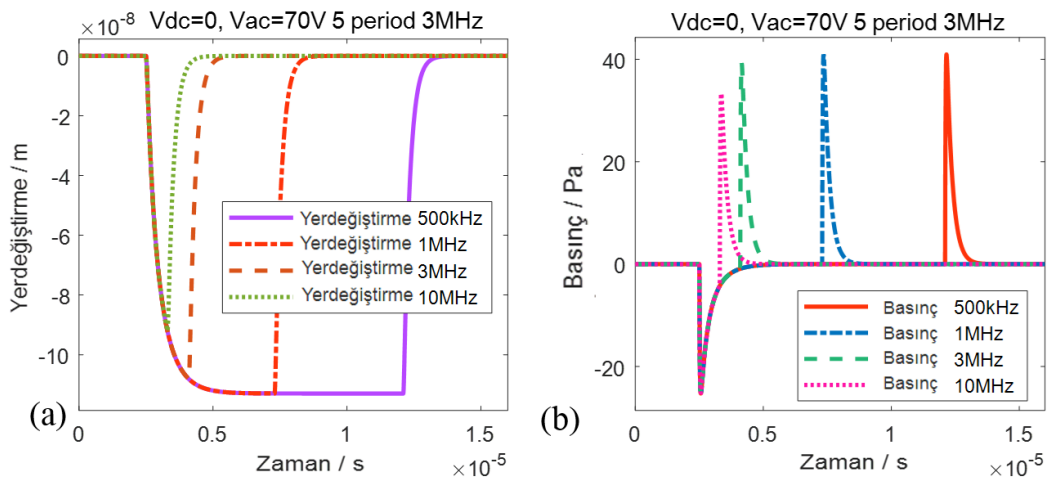 Vdc=0, Vac=70V 5 period 3MHz
×10⁻⁸
0
-2
-4
-6
-8
-10
Yerdeğiştirme / m
Yerdeğiştirme 500kHz
Yerdeğiştirme 1MHz
Yerdeğiştirme 3MHz
Yerdeğiştirme 10MHz
(a)
0 0.5 1 1.5
Zaman / s
×10⁻⁵
Vdc=0, Vac=70V 5 period 3MHz
40
20
0
-20
Basınç / Pa
Basınç 500kHz
Basınç 1MHz
Basınç 3MHz
Basınç 10MHz
(b)
0 0.5 1 1.5
Zaman / s
×10⁻⁵